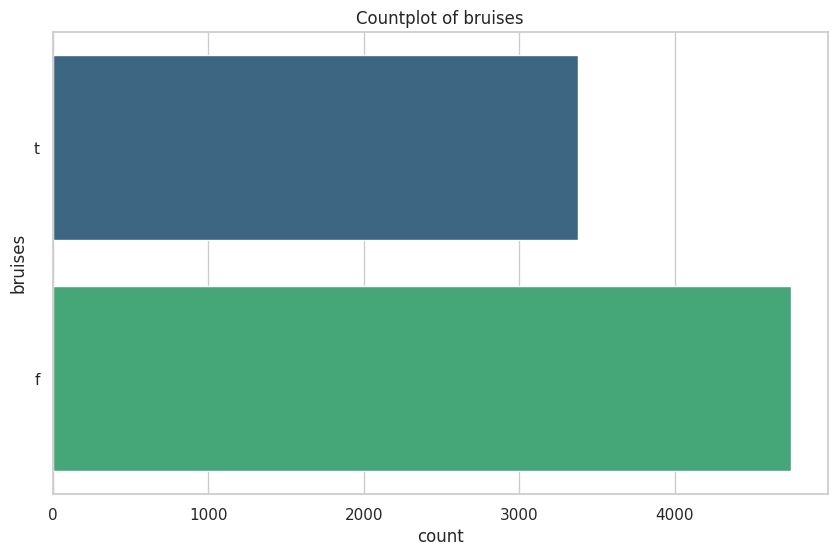 Countplot of bruises
t
f
bruises
0 1000 2000 3000 4000
count